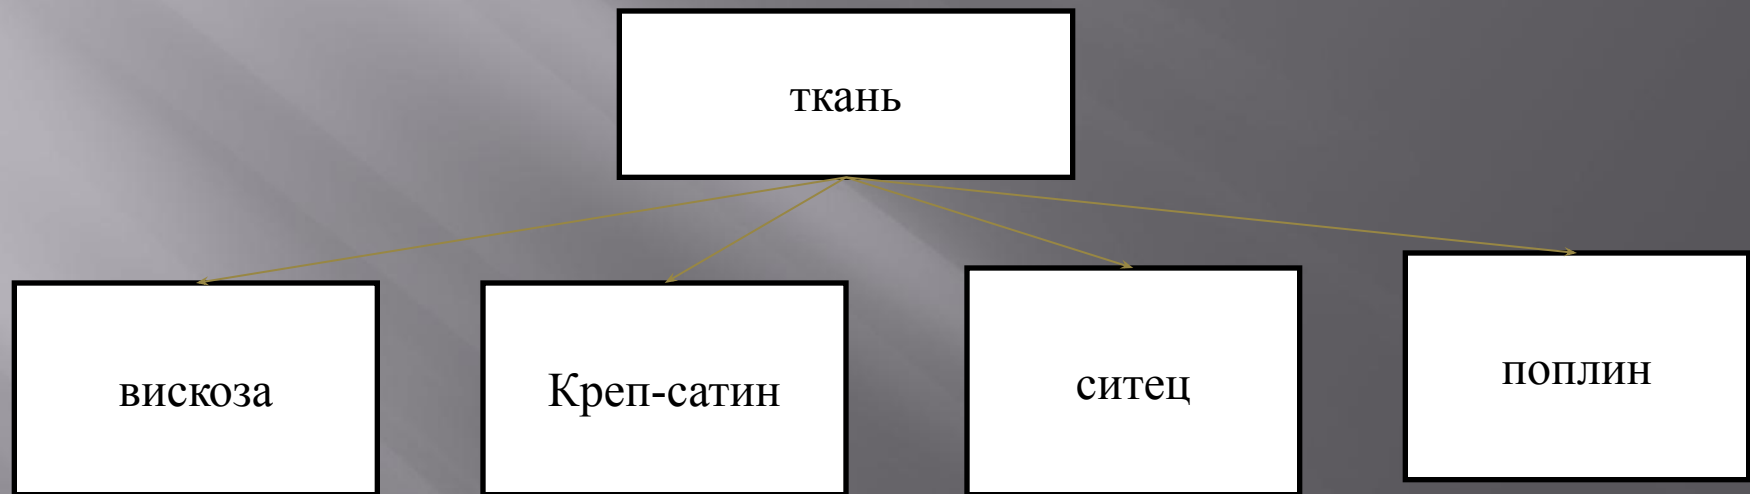 ткань
вискоза
Креп-сатин
ситец
поплин